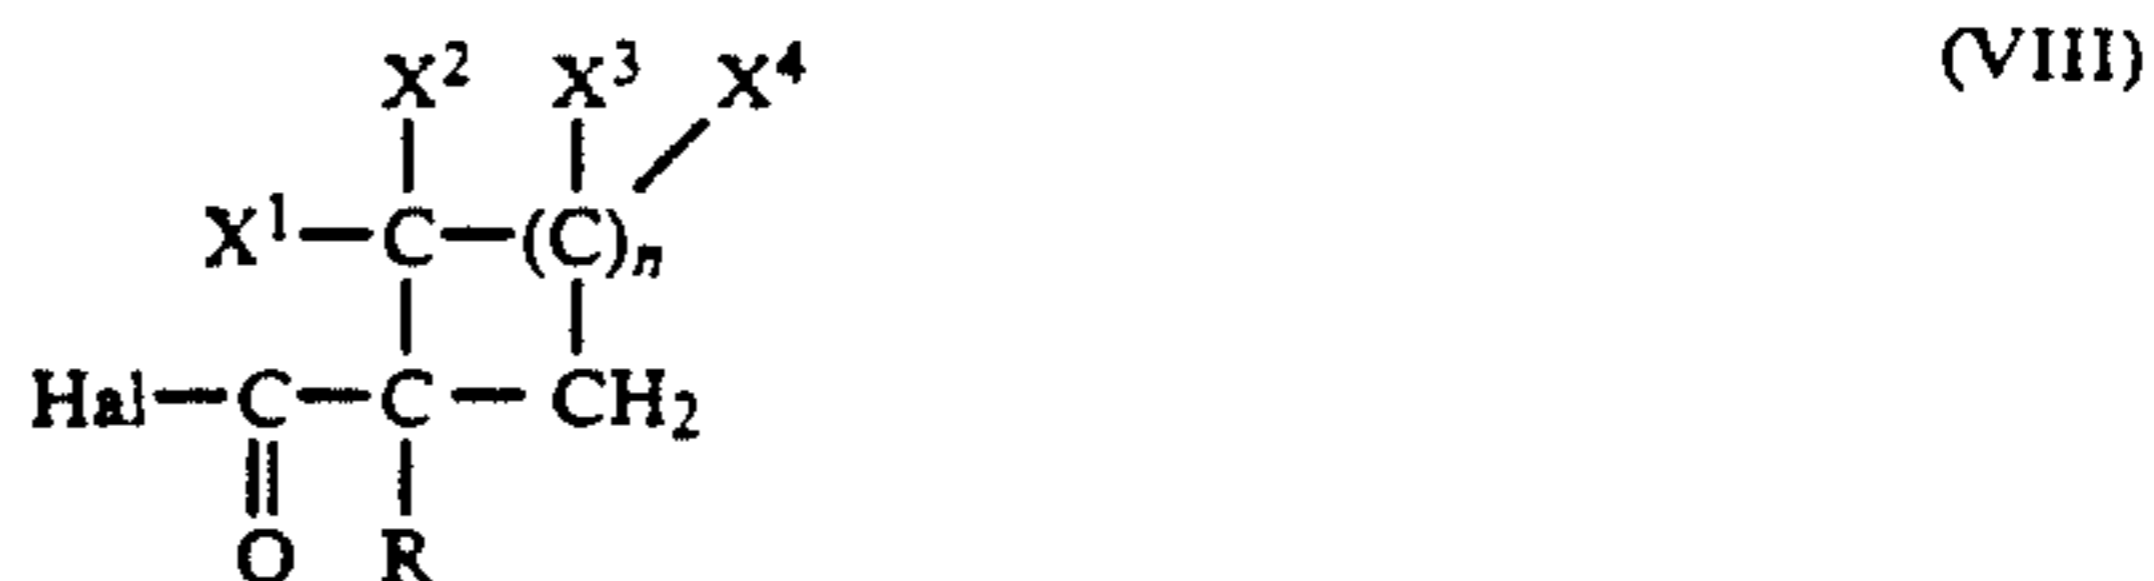 X² X³ X⁴ (VIII)
X¹—C—(C)ₙ
Hal—C—C—CH₂
O R